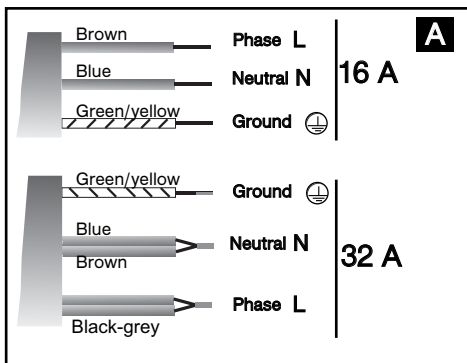 A
Brown Phase L
Blue Neutral N
16 A
Green/yellow Ground
Green/yellow Ground
Blue
Neutral N
Brown
32 A
Phase L
Black-grey